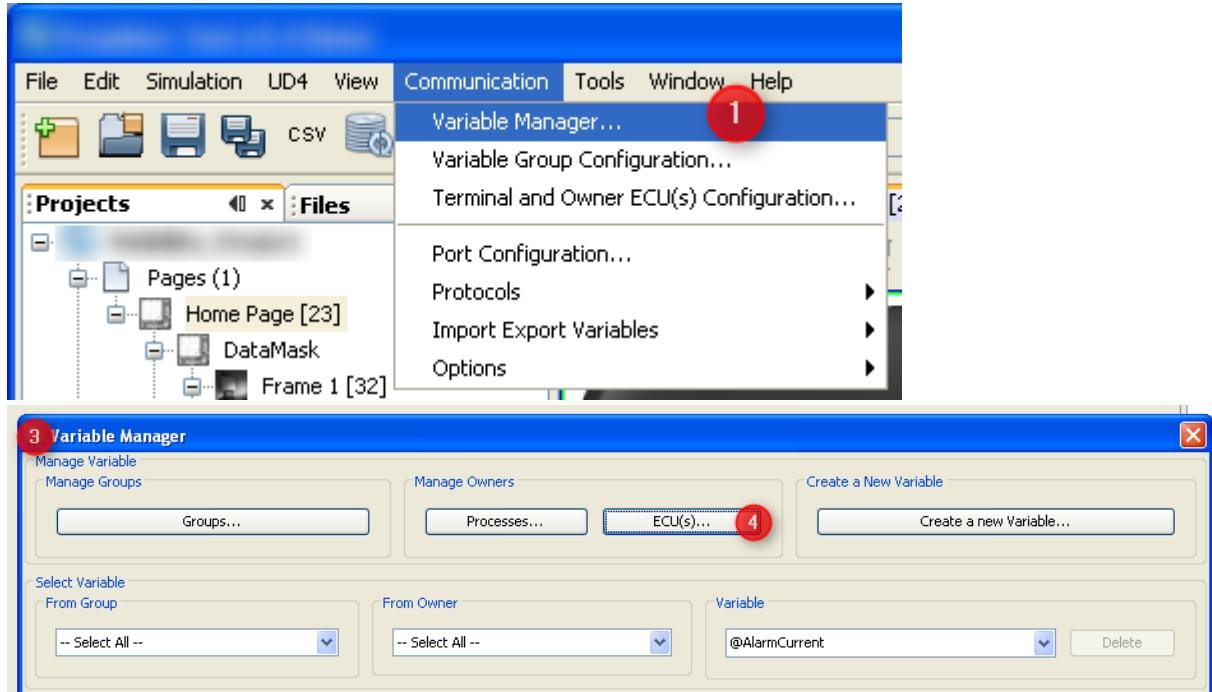 File Edit Simulation UD4 View Communication Tools Window Help
Variable Manager... 1
CSV
Variable Group Configuration...
Projects Files
Terminal and Owner ECU(s) Configuration...
Port Configuration...
Pages (1)
Protocols
Home Page [23]
Import Export Variables
DataMask
Options
Frame 1 [32]
3 Variable Manager
Manage Variable
Manage Groups Manage Owners Create a New Variable
Groups... Processes... ECU(s)... 4 Create a new Variable...
Select Variable
From Group From Owner Variable
-- Select All -- -- Select All -- @AlarmCurrent Delete